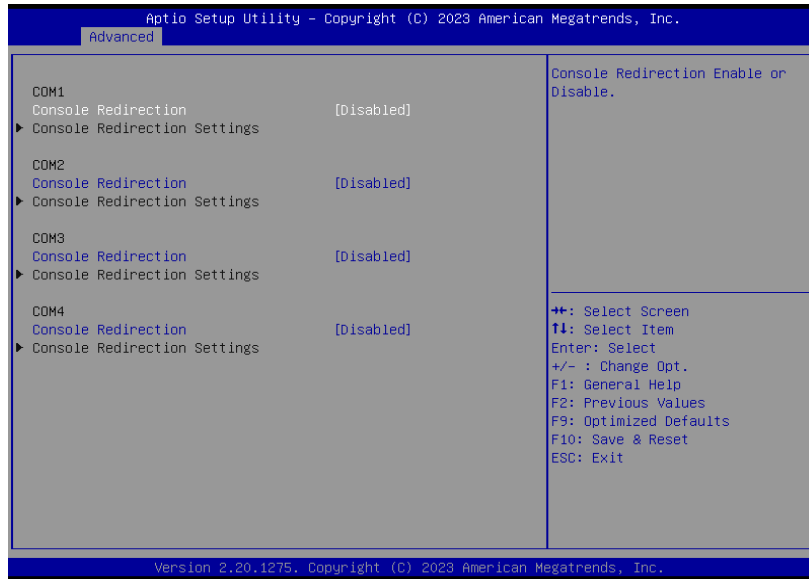 Aptio Setup Utility – Copyright (C) 2023 American Megatrends, Inc.
Advanced
COM1
Console Redirection [Disabled]
▶ Console Redirection Settings
COM2
Console Redirection [Disabled]
▶ Console Redirection Settings
COM3
Console Redirection [Disabled]
▶ Console Redirection Settings
COM4
Console Redirection [Disabled]
▶ Console Redirection Settings
Console Redirection Enable or
Disable.
→←: Select Screen
↑↓: Select Item
Enter: Select
+/- : Change Opt.
F1: General Help
F2: Previous Values
F9: Optimized Defaults
F10: Save & Reset
ESC: Exit
Version 2.20.1275. Copyright (C) 2023 American Megatrends, Inc.